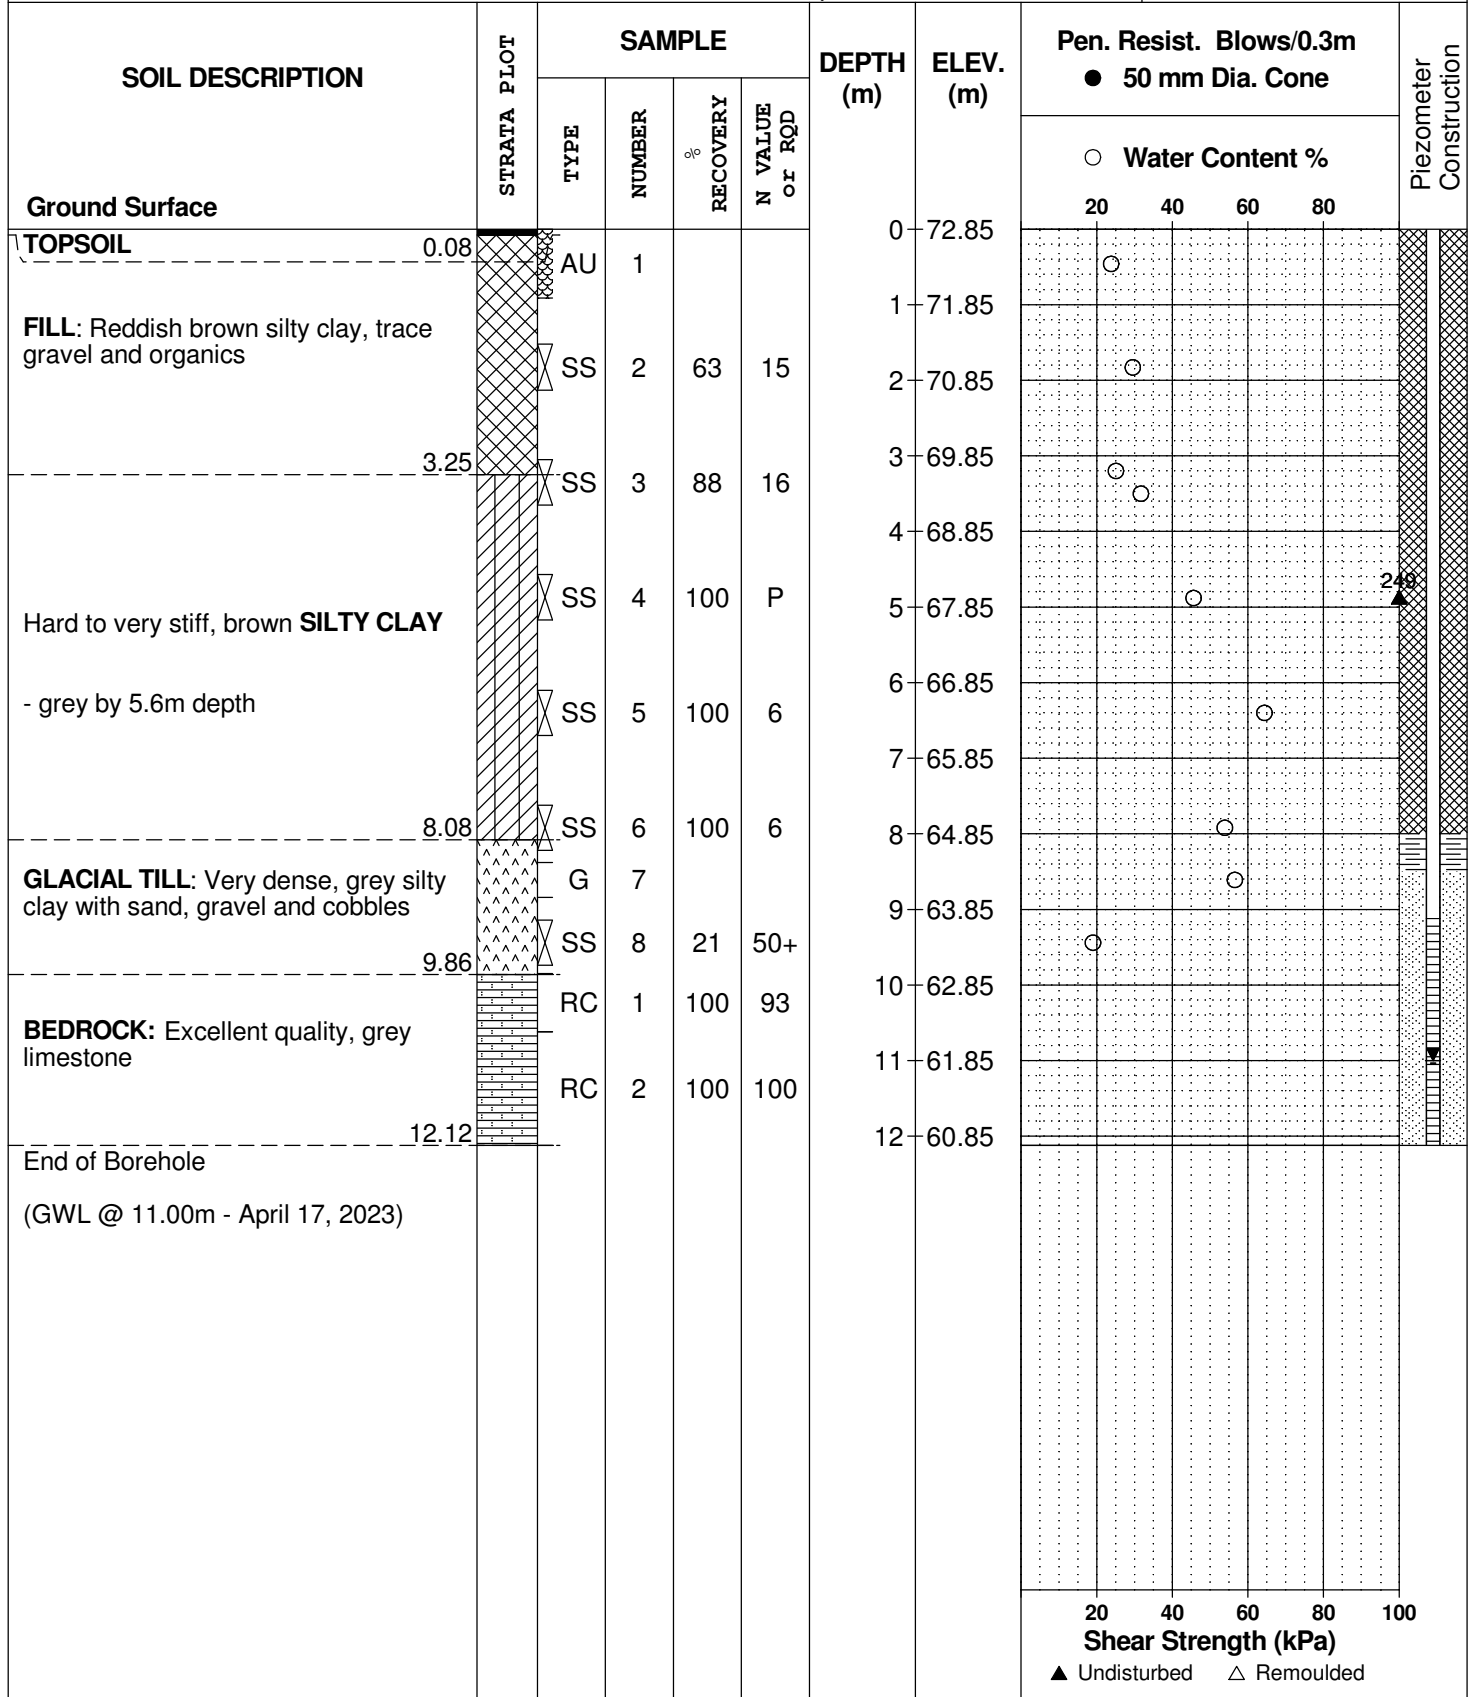 SOIL DESCRIPTION
Ground Surface
STRATA PLOT
SAMPLE
TYPE
NUMBER
% RECOVERY
N VALUE or RQD
DEPTH (m)
ELEV. (m)
Pen. Resist. Blows/0.3m
● 50 mm Dia. Cone
○ Water Content %
20 40 60 80
Piezometer Construction
0 72.85
TOPSOIL 0.08
AU 1
1 71.85
FILL: Reddish brown silty clay, trace
gravel and organics
SS 2 63 15
2 70.85
3.25
3 69.85
SS 3 88 16
4 68.85
249
SS 4 100 P
5 67.85
Hard to very stiff, brown SILTY CLAY
6 66.85
- grey by 5.6m depth
SS 5 100 6
7 65.85
8.08
SS 6 100 6
8 64.85
GLACIAL TILL: Very dense, grey silty
clay with sand, gravel and cobbles
G 7
9 63.85
SS 8 21 50+
9.86
10 62.85
RC 1 100 93
BEDROCK: Excellent quality, grey
limestone
11 61.85
RC 2 100 100
12.12
12 60.85
End of Borehole
(GWL @ 11.00m - April 17, 2023)
20 40 60 80 100
Shear Strength (kPa)
▲ Undisturbed △ Remoulded